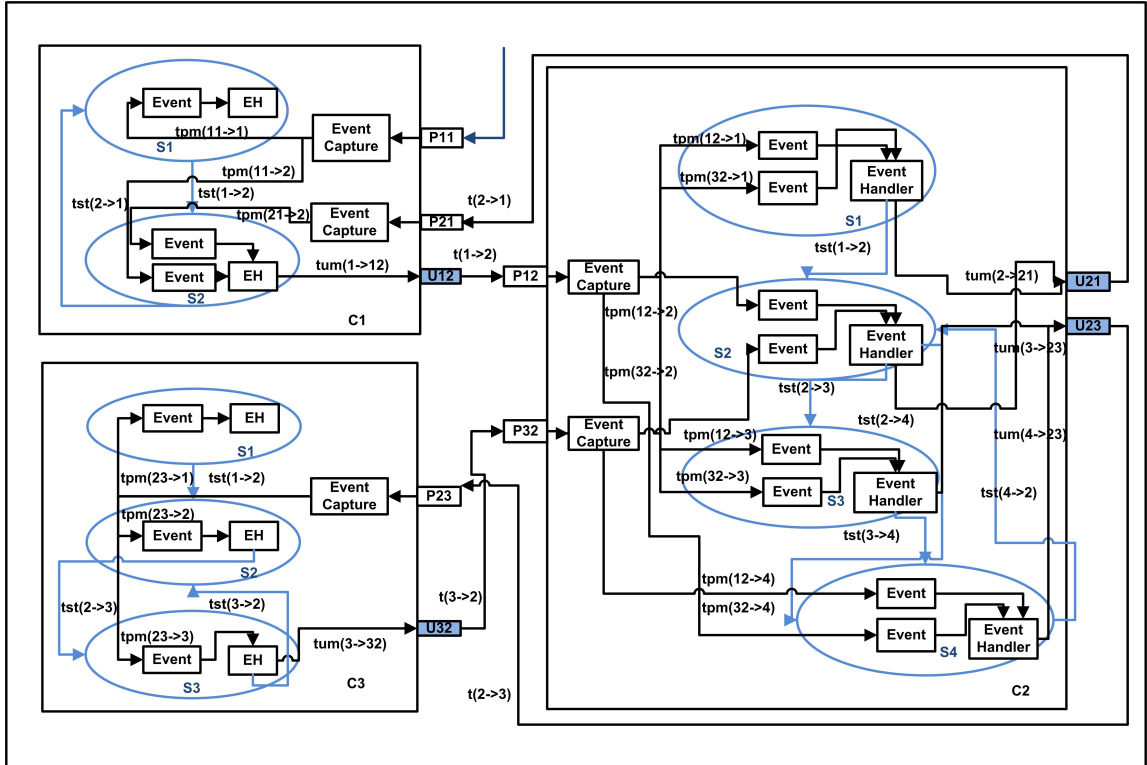 Event
EH
tpm(11->1)
S1
Event
Capture
P11
tpm(11->2)
tst(2->1)
tst(1->2)
tpm(21->2)
Event
Capture
P21
t(2->1)
Event
Event
EH
S2
tum(1->12)
U12
t(1->2)
C1
P12
Event
Capture
tpm(12->1)
Event
tpm(32->1)
Event
Event
Handler
S1
tst(1->2)
tum(2->21)
U21
tpm(12->2)
Event
U23
S2
Event
Event
Handler
tum(3->23)
tpm(32->2)
tst(2->3)
tst(2->4)
P32
Event
Capture
tpm(12->3)
Event
tum(4->23)
tpm(32->3)
Event
S3
Event
Handler
tst(4->2)
tst(3->4)
tpm(12->4)
Event
tpm(32->4)
Event
S4
Event
Handler
C2
Event
EH
S1
tpm(23->1)
tst(1->2)
Event
Capture
P23
tpm(23->2)
Event
EH
S2
tst(2->3)
tst(3->2)
t(3->2)
tpm(23->3)
Event
EH
U32
tum(3->32)
S3
C3
t(2->3)